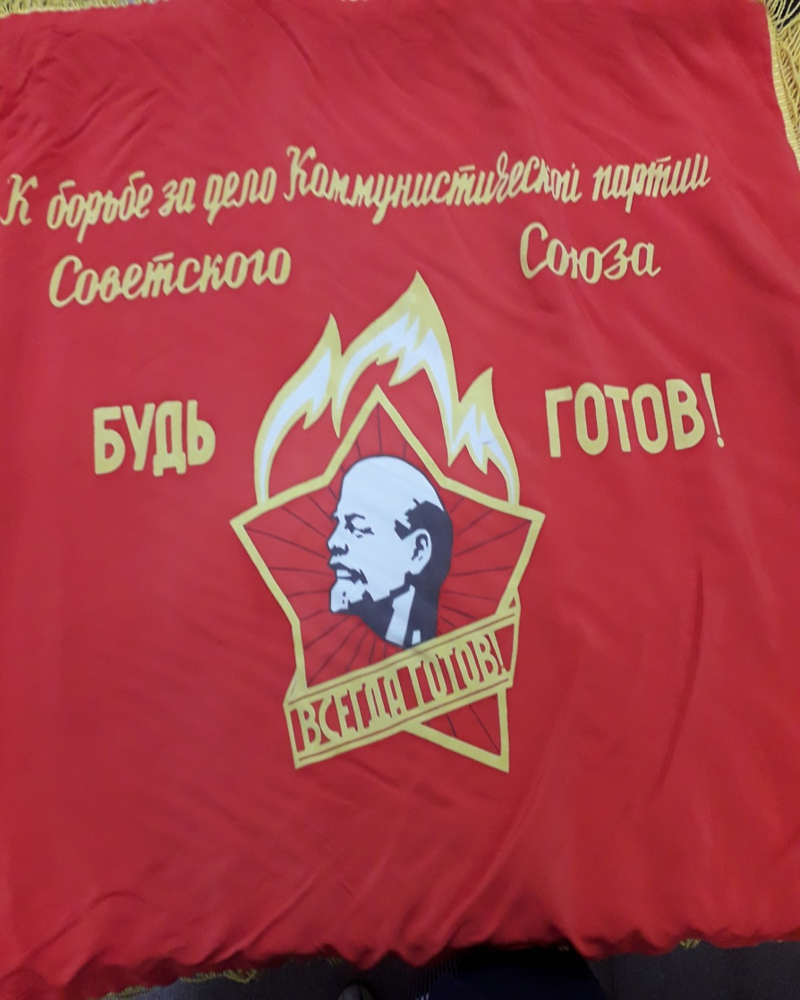 К борьбе за дело Коммунистической партии
Советского Союза
БУДЬ ГОТОВ!
ВСЕГДА ГОТОВ!